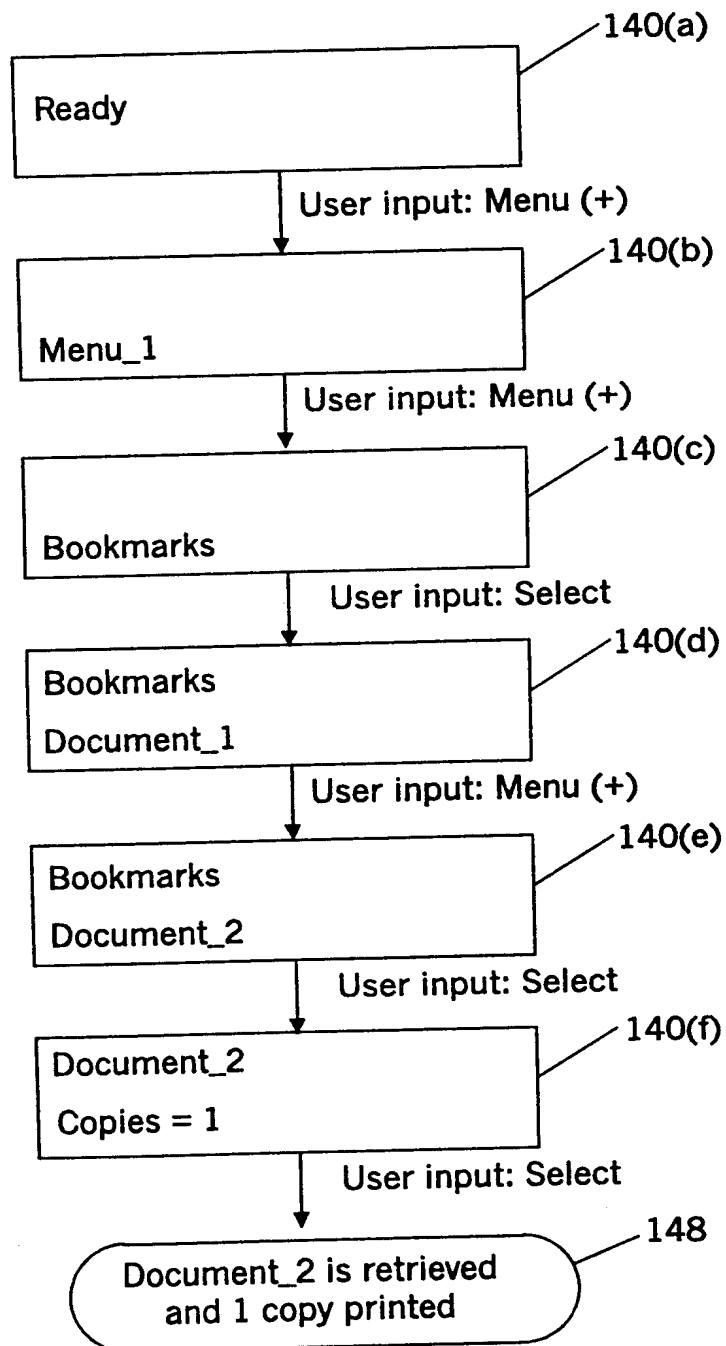 140(a)
Ready
User input: Menu (+)
140(b)
Menu_1
User input: Menu (+)
140(c)
Bookmarks
User input: Select
140(d)
Bookmarks
Document_1
User input: Menu (+)
140(e)
Bookmarks
Document_2
User input: Select
140(f)
Document_2
Copies = 1
User input: Select
148
Document_2 is retrieved
and 1 copy printed